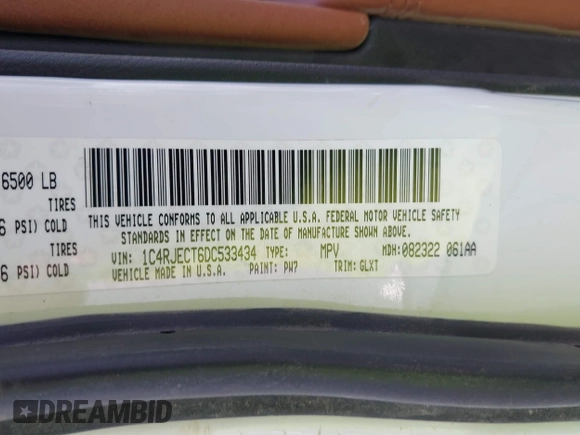 6500 LB
TIRES
6 PSI) COLD
TIRES
6 PSI) COLD
THIS VEHICLE CONFORMS TO ALL APPLICABLE U.S.A. FEDERAL MOTOR VEHICLE SAFETY
STANDARDS IN EFFECT ON THE DATE OF MANUFACTURE SHOWN ABOVE.
VIN: 1C4RJECT6DC533434 TYPE: MPV MDH:082322 061AA
VEHICLE MADE IN U.S.A. PAINT: PW7 TRIM: GLXT
DREAMBID